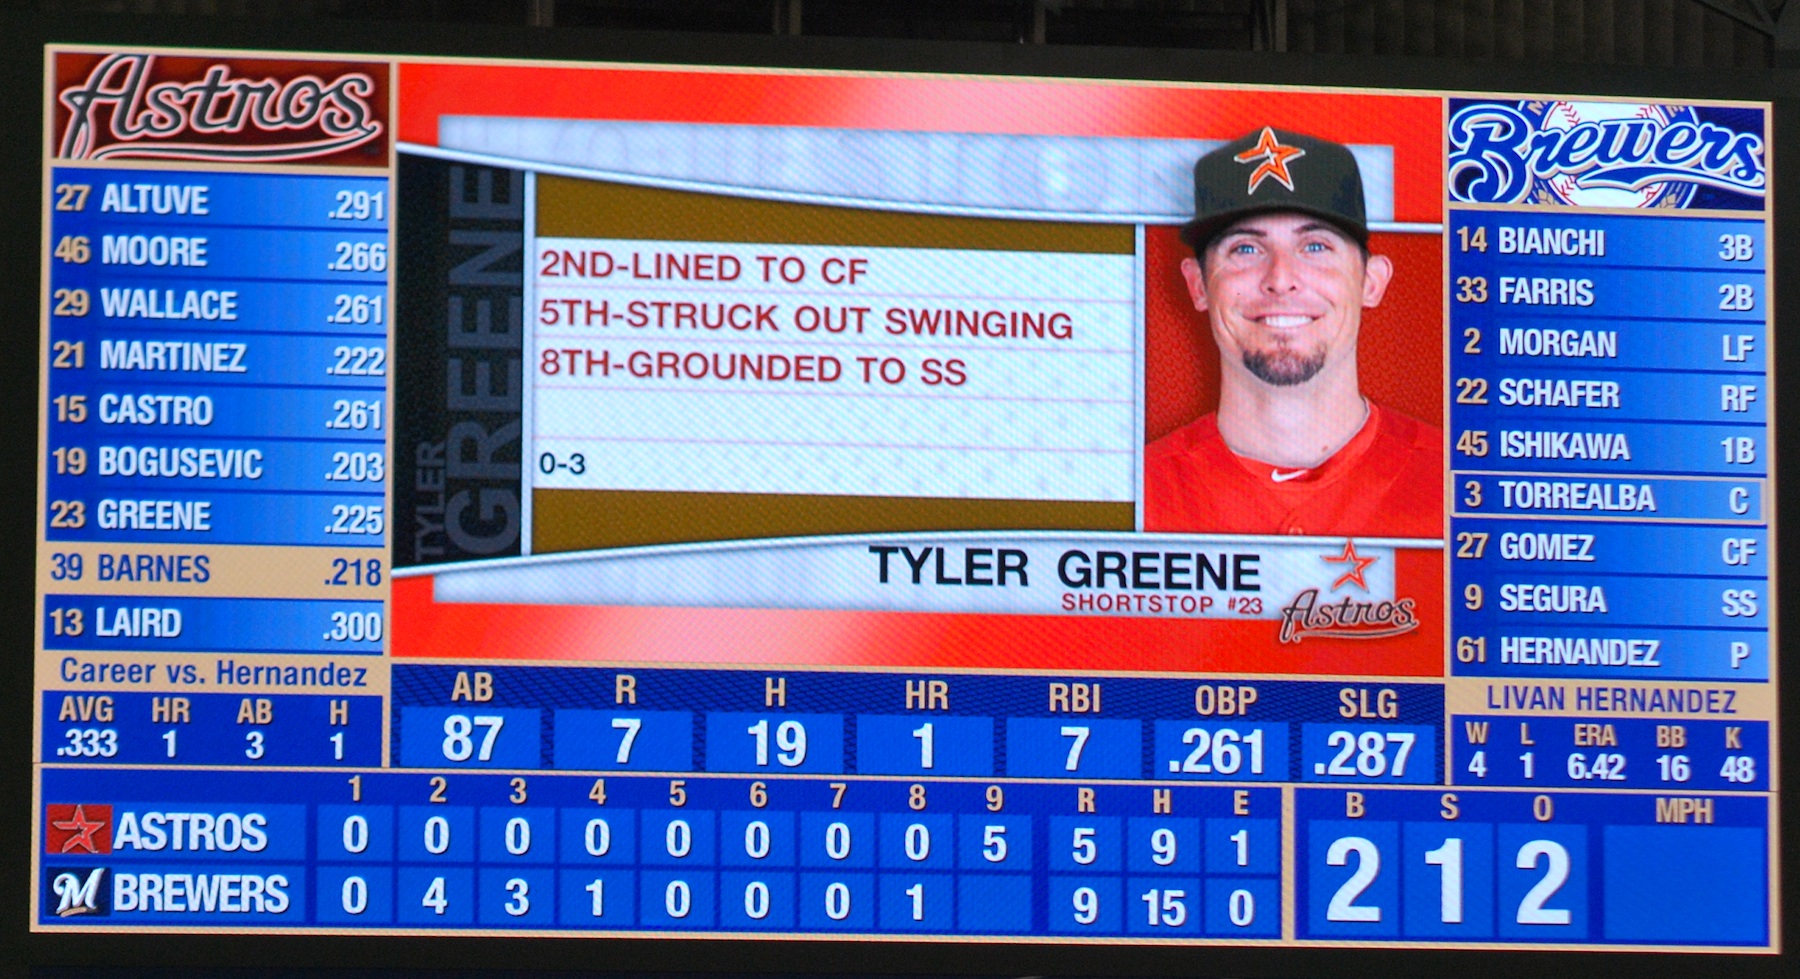 Astros
27 ALTUVE .291
46 MOORE .266
29 WALLACE .261
21 MARTINEZ .222
15 CASTRO .261
19 BOGUSEVIC .203
23 GREENE .225
39 BARNES .218
13 LAIRD .300
Career vs. Hernandez
AVG HR AB H
.333 1 3 1
TYLER
GREENE
2ND-LINED TO CF
5TH-STRUCK OUT SWINGING
8TH-GROUNDED TO SS
0-3
TYLER GREENE
SHORTSTOP #23
Astros
AB R H HR RBI OBP SLG
87 7 19 1 7 .261 .287
Brewers
14 BIANCHI 3B
33 FARRIS 2B
2 MORGAN LF
22 SCHAFER RF
45 ISHIKAWA 1B
3 TORREALBA C
27 GOMEZ CF
9 SEGURA SS
61 HERNANDEZ P
LIVAN HERNANDEZ
W L ERA BB K
4 1 6.42 16 48
1 2 3 4 5 6 7 8 9 R H E
ASTROS 0 0 0 0 0 0 0 0 5 5 9 1
M BREWERS 0 4 3 1 0 0 0 1 9 15 0
B S O MPH
2 1 2